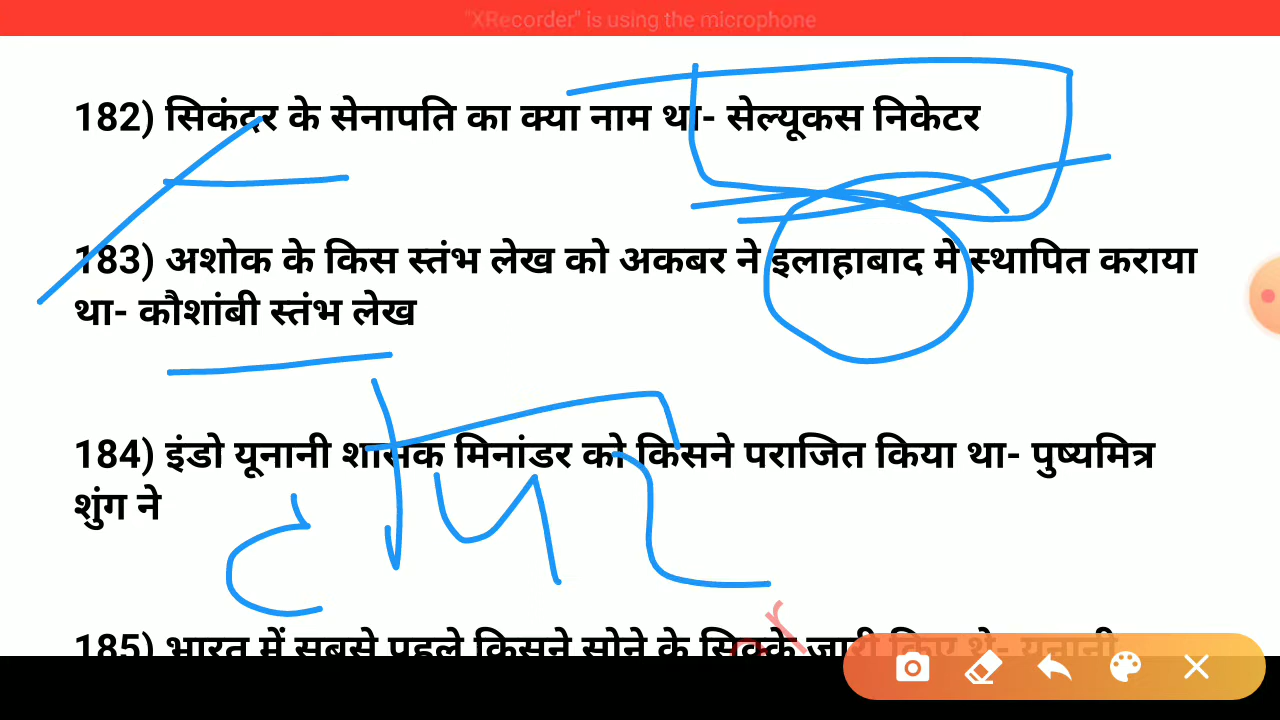 "XRecorder" is using the microphone
182) सिकंदर के सेनापति का क्या नाम था- सेल्यूकस निकेटर
183) अशोक के किस स्तंभ लेख को अकबर ने इलाहाबाद मे स्थापित कराया
था- कौशांबी स्तंभ लेख
184) इंडो यूनानी शासक मिनांडर को किसने पराजित किया था- पुष्यमित्र
शुंग ने
185) भारत में सबसे पहले किसने सोने के सिक्के जारी किए थे- यूनानी